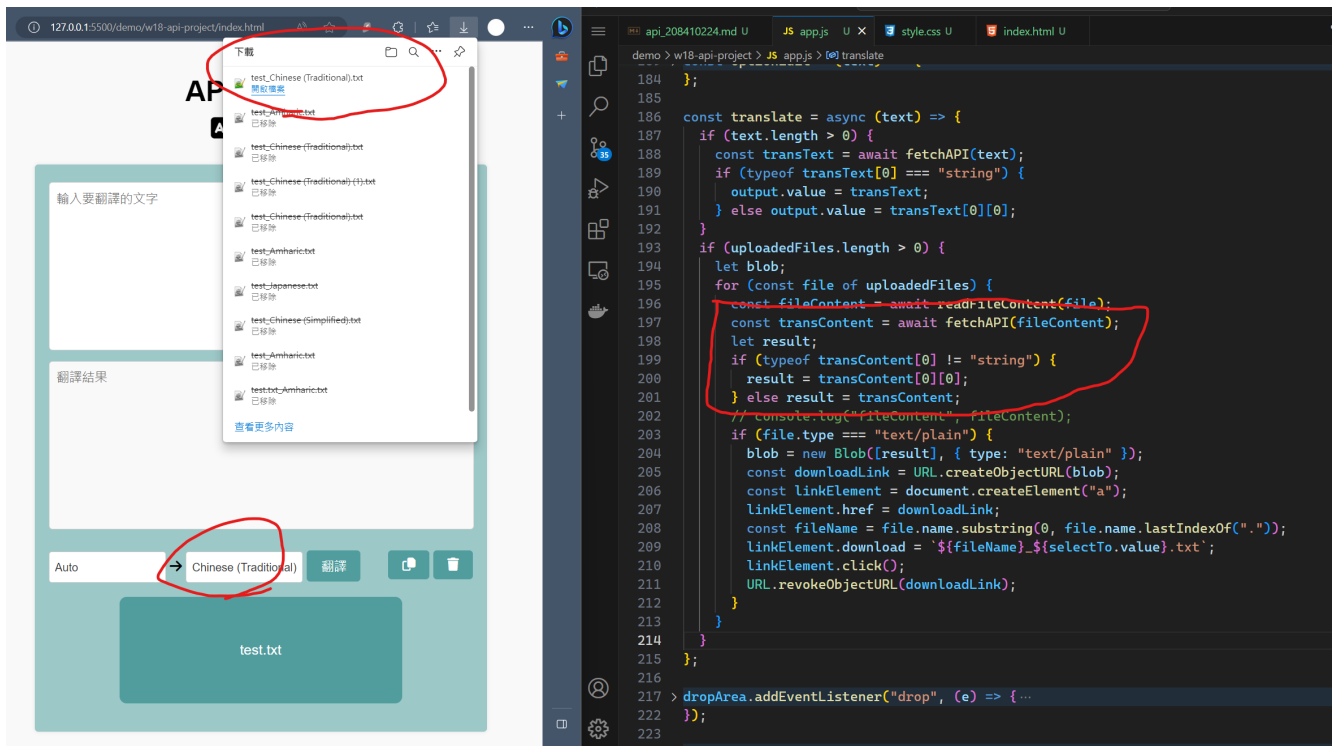 127.0.0.1:5500/demo/w18-api-project/index.html
下載
test_Chinese (Traditional).txt
開啟檔案
test_Amharic.txt
已移除
test_Chinese (Traditional).txt
已移除
test_Chinese (Traditional) (1).txt
已移除
test_Chinese (Traditional).txt
已移除
test_Amharic.txt
已移除
test_Japanese.txt
已移除
test_Chinese (Simplified).txt
已移除
test_Amharic.txt
已移除
test.txt_Amharic.txt
已移除
查看更多內容
AP
A
輸入要翻譯的文字
翻譯結果
Auto
Chinese (Traditional)
翻譯
test.txt
35
api_208410224.md U
JS app.js U
style.css U
index.html U
demo > w18-api-project > JS app.js > translate
184 };
185
186 const translate = async (text) => {
187 if (text.length > 0) {
188 const transText = await fetchAPI(text);
189 if (typeof transText[0] === "string") {
190 output.value = transText;
191 } else output.value = transText[0][0];
192 }
193 if (uploadedFiles.length > 0) {
194 let blob;
195 for (const file of uploadedFiles) {
196 const fileContent = await readFileContent(file);
197 const transContent = await fetchAPI(fileContent);
198 let result;
199 if (typeof transContent[0] != "string") {
200 result = transContent[0][0];
201 } else result = transContent;
202 // console.log("fileContent", fileContent);
203 if (file.type === "text/plain") {
204 blob = new Blob([result], { type: "text/plain" });
205 const downloadLink = URL.createObjectURL(blob);
206 const linkElement = document.createElement("a");
207 linkElement.href = downloadLink;
208 const fileName = file.name.substring(0, file.name.lastIndexOf("."));
209 linkElement.download = `${fileName}_${selectTo.value}.txt`;
210 linkElement.click();
211 URL.revokeObjectURL(downloadLink);
212 }
213 }
214 }
215 };
216
217 dropArea.addEventListener("drop", (e) => {…
222 });
223